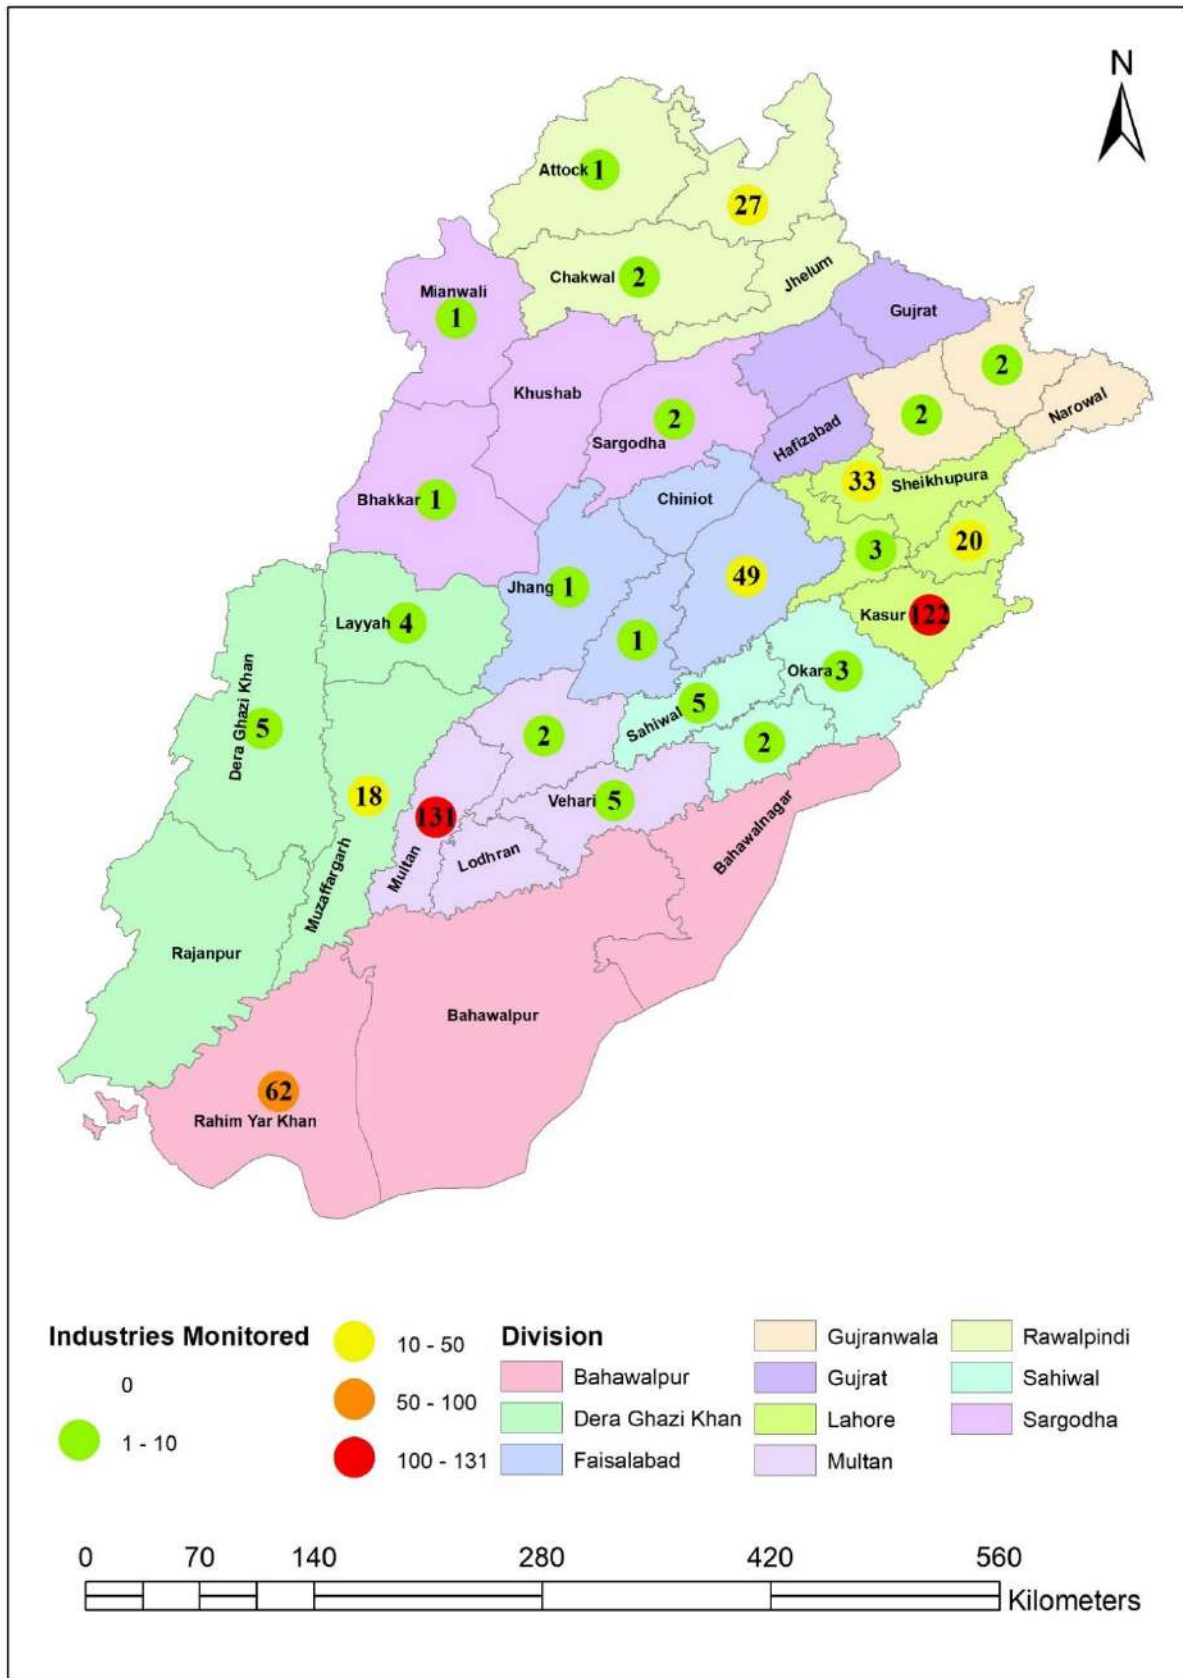 N
Attock 1
27
Chakwal 2
Jhelum
Mianwali
1
Gujrat
2
Narowal
Khushab
2
Sargodha
2
Hafizabad
33
Sheikhupura
Bhakkar 1
Chiniot
3
20
49
Jhang 1
Kasur 122
Layyah 4
1
Okara 3
Dera Ghazi Khan
5
Sahiwal 5
2
2
18
131
Vehari 5
Multan
Lodhran
Bahawalnagar
Muzaffargarh
Rajanpur
Bahawalpur
62
Rahim Yar Khan
Industries Monitored
0
1 - 10
10 - 50
50 - 100
100 - 131
Division
Bahawalpur
Dera Ghazi Khan
Faisalabad
Gujranwala
Gujrat
Lahore
Multan
Rawalpindi
Sahiwal
Sargodha
0 70 140 280 420 560
Kilometers